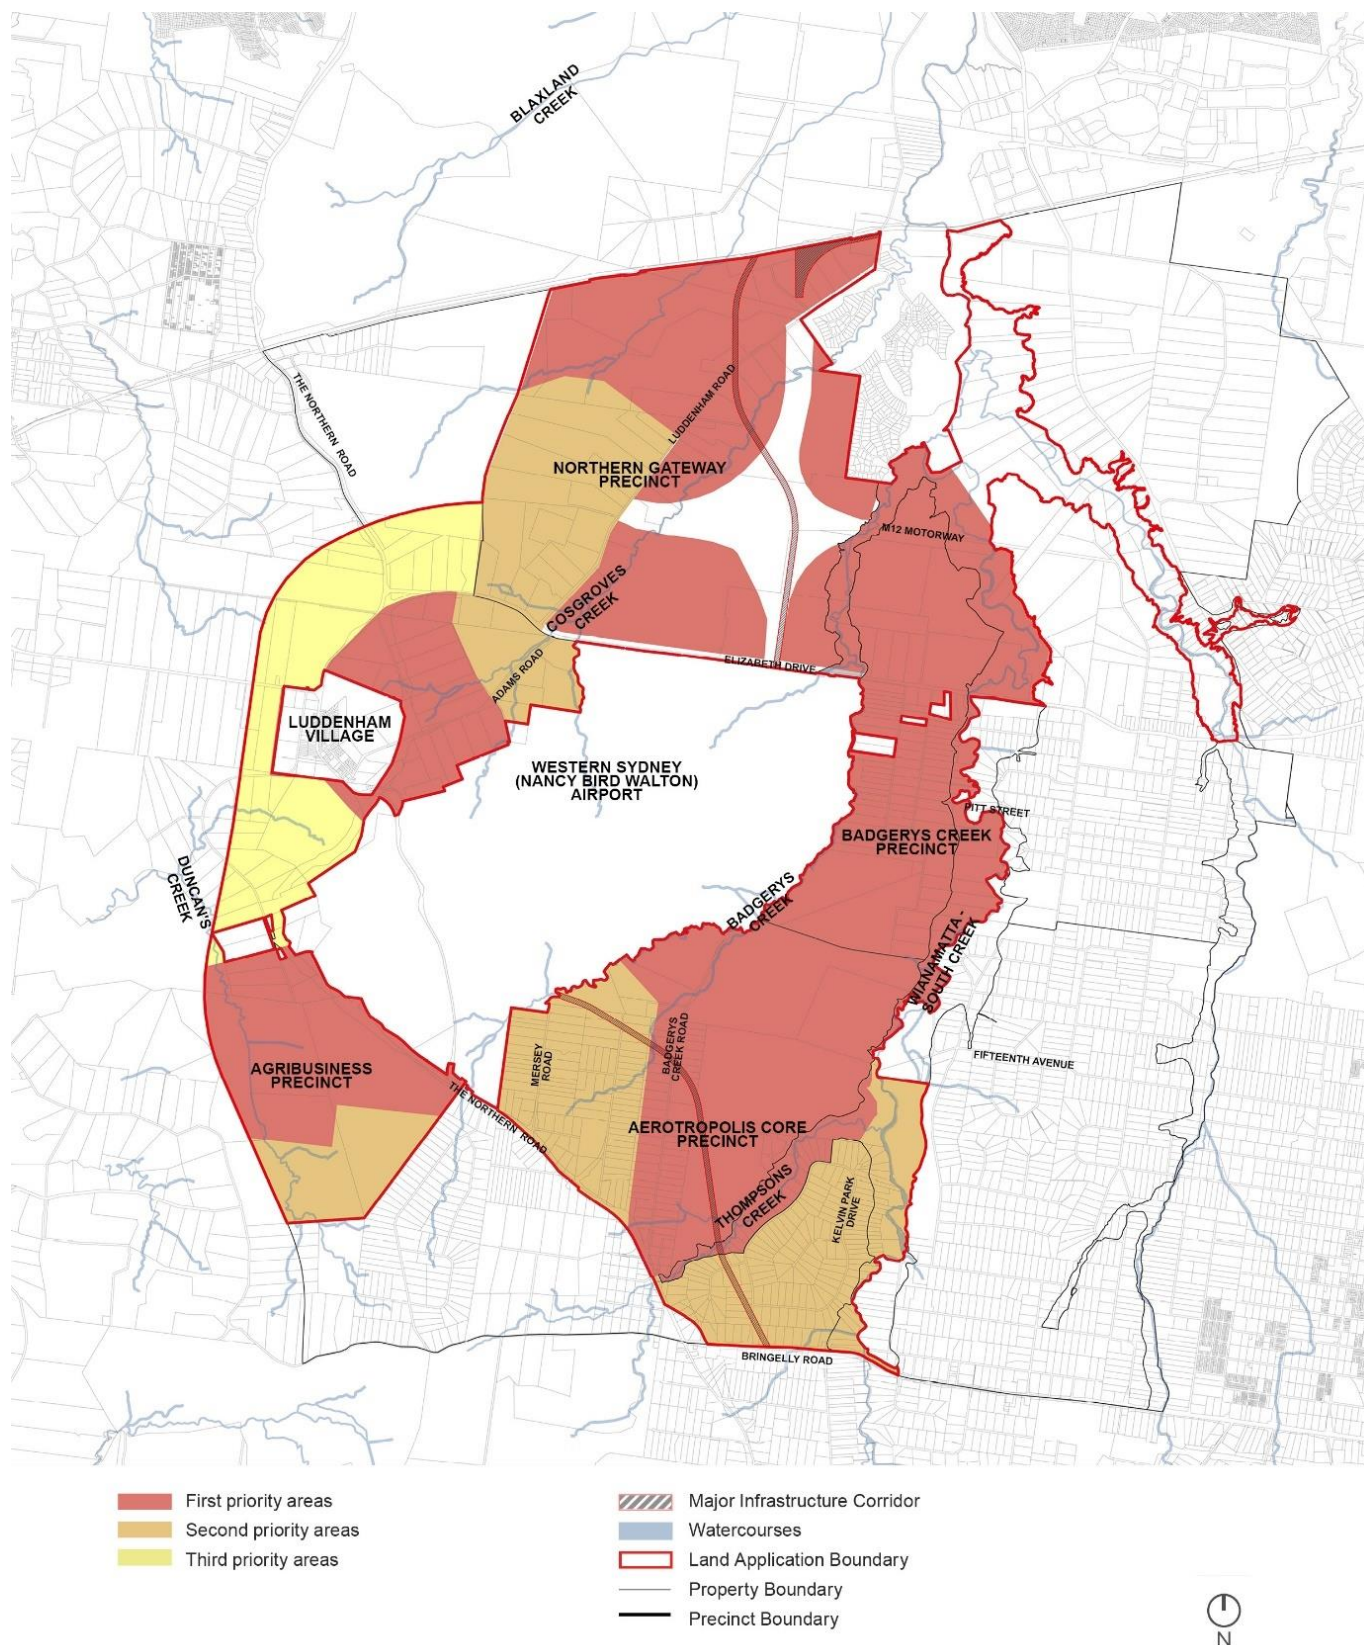 BLAXLAND
CREEK
THE NORTHERN ROAD
LUDDENHAM ROAD
NORTHERN GATEWAY
PRECINCT
M12 MOTORWAY
COSGROVES
CREEK
ADAMS ROAD
ELIZABETH DRIVE
LUDDENHAM
VILLAGE
WESTERN SYDNEY
(NANCY BIRD WALTON)
AIRPORT
PITT STREET
BADGERYS CREEK
PRECINCT
DUNCAN'S
CREEK
BADGERYS
CREEK
WIANAMATTA -
SOUTH CREEK
MERSEY
ROAD
BADGERYS
CREEK ROAD
FIFTEENTH AVENUE
AGRIBUSINESS
PRECINCT
THE NORTHERN ROAD
AEROTROPOLIS CORE
PRECINCT
THOMPSONS
CREEK
KELVIN PARK
DRIVE
BRINGELLY ROAD
First priority areas
Second priority areas
Third priority areas
Major Infrastructure Corridor
Watercourses
Land Application Boundary
Property Boundary
Precinct Boundary
N